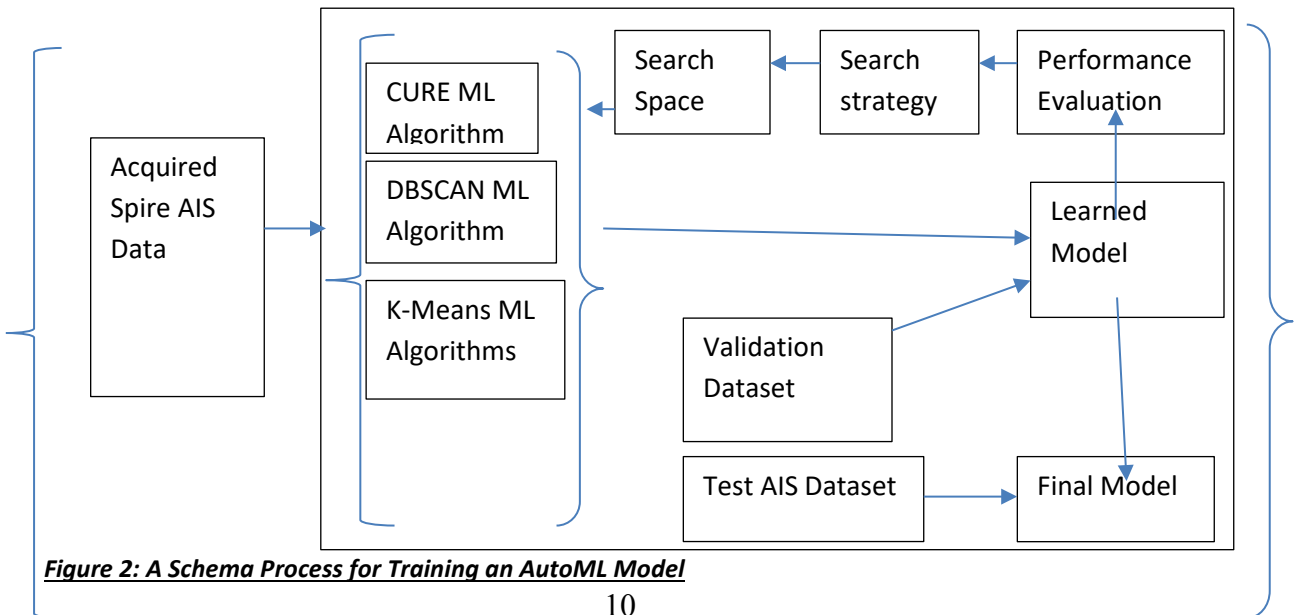 Acquired
Spire AIS
Data
CURE ML
Algorithm
DBSCAN ML
Algorithm
K-Means ML
Algorithms
Search
Space
Search
strategy
Performance
Evaluation
Learned
Model
Validation
Dataset
Test AIS Dataset
Final Model
Figure 2: A Schema Process for Training an AutoML Model
10